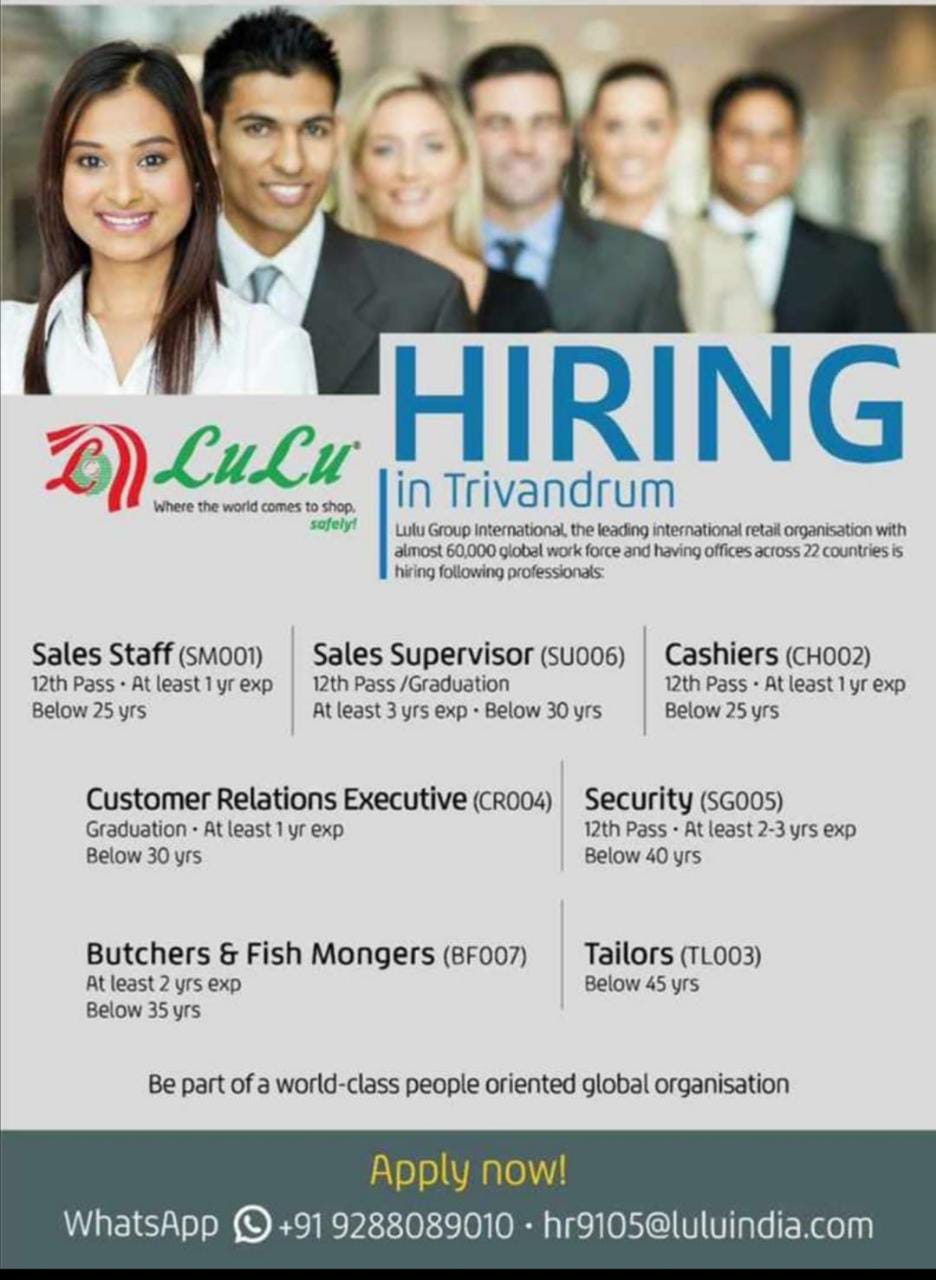 LuLu
Where the world comes to shop,
safely!
HIRING
in Trivandrum
Lulu Group International, the leading international retail organisation with
almost 60,000 global work force and having offices across 22 countries is
hiring following professionals:
Sales Staff (SM001)
12th Pass • At least 1 yr exp
Below 25 yrs
Sales Supervisor (SU006)
12th Pass /Graduation
At least 3 yrs exp • Below 30 yrs
Cashiers (CH002)
12th Pass • At least 1 yr exp
Below 25 yrs
Customer Relations Executive (CR004)
Graduation • At least 1 yr exp
Below 30 yrs
Security (SG005)
12th Pass • At least 2-3 yrs exp
Below 40 yrs
Butchers & Fish Mongers (BF007)
At least 2 yrs exp
Below 35 yrs
Tailors (TL003)
Below 45 yrs
Be part of a world-class people oriented global organisation
Apply now!
WhatsApp +91 9288089010 • hr9105@luluindia.com